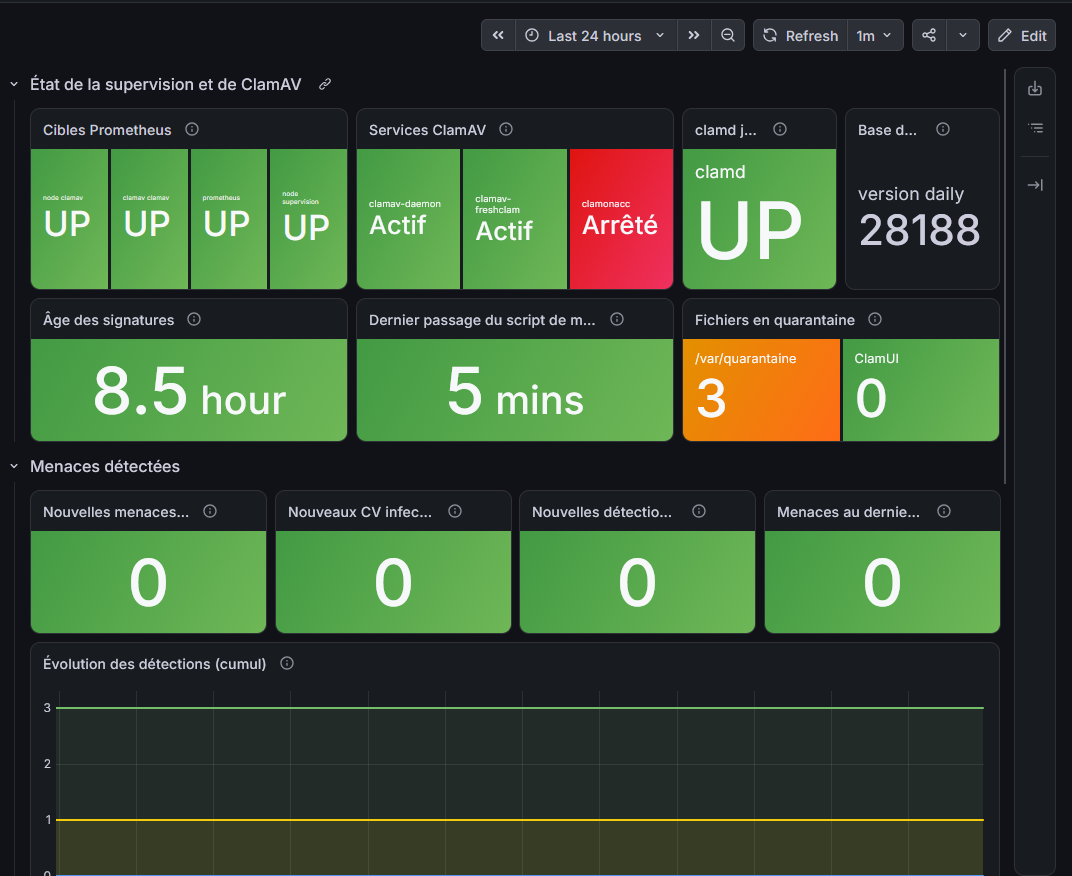 Last 24 hours
Refresh
1m
Edit
État de la supervision et de ClamAV
Cibles Prometheus
Services ClamAV
clamd j...
Base d...
node clamav
UP
clamav clamav
UP
prometheus
UP
node
supervision
UP
clamav-daemon
Actif
clamav-
freshclam
Actif
clamonacc
Arrêté
clamd
UP
version daily
28188
Âge des signatures
Dernier passage du script de m...
Fichiers en quarantaine
8.5 hour
5 mins
/var/quarantaine
3
ClamUI
0
Menaces détectées
Nouvelles menaces...
Nouveaux CV infec...
Nouvelles détectio...
Menaces au dernie...
0
0
0
0
Évolution des détections (cumul)
3
2
1
0